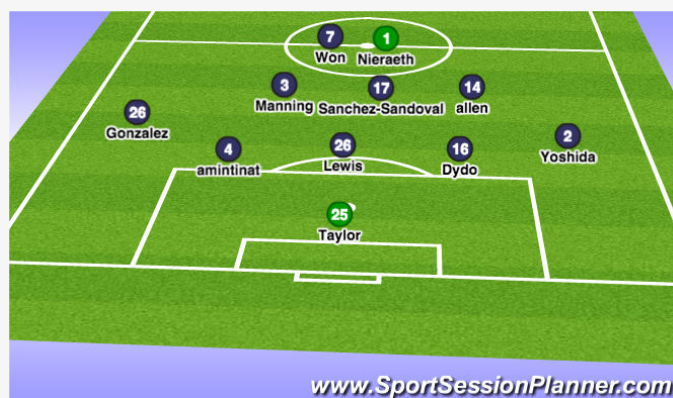 7
Won
1
Nieraeth
3
Manning
17
Sanchez-Sandoval
14
allen
26
Gonzalez
4
amintinat
26
Lewis
16
Dydo
2
Yoshida
25
Taylor
www.SportSessionPlanner.com